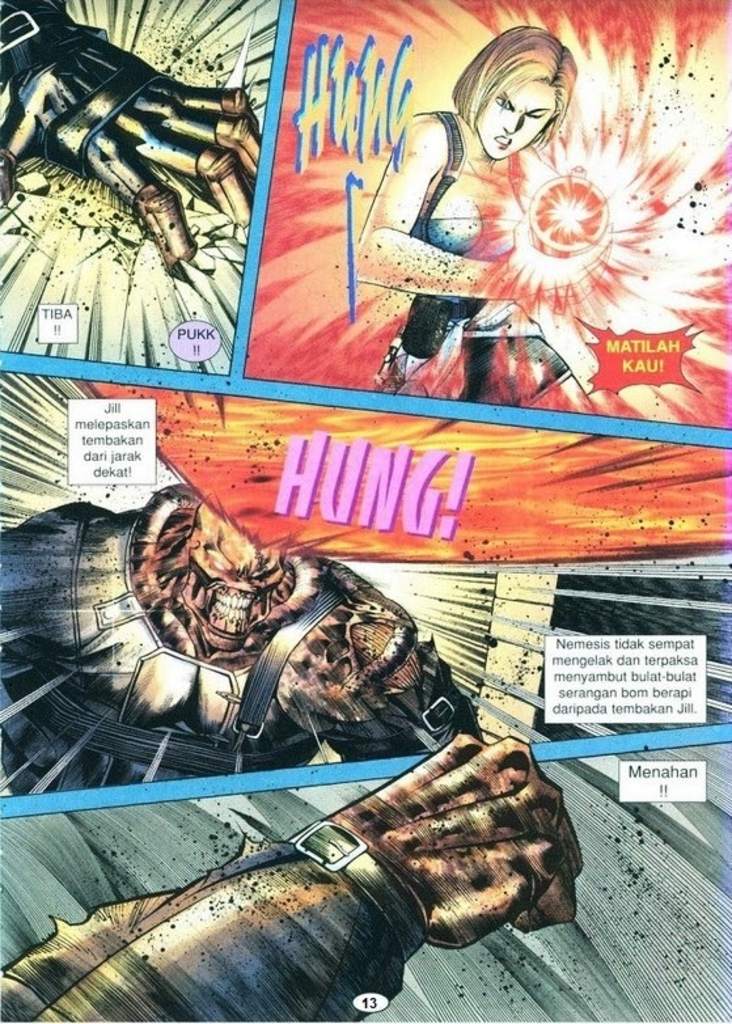 HUNG
TIBA
!!
PUKK
!!
MATILAH
KAU!
Jill
melepaskan
tembakan
dari jarak
dekat!
HUNG!
Nemesis tidak sempat
mengelak dan terpaksa
menyambut bulat-bulat
serangan bom berapi
daripada tembakan Jill.
Menahan
!!
13